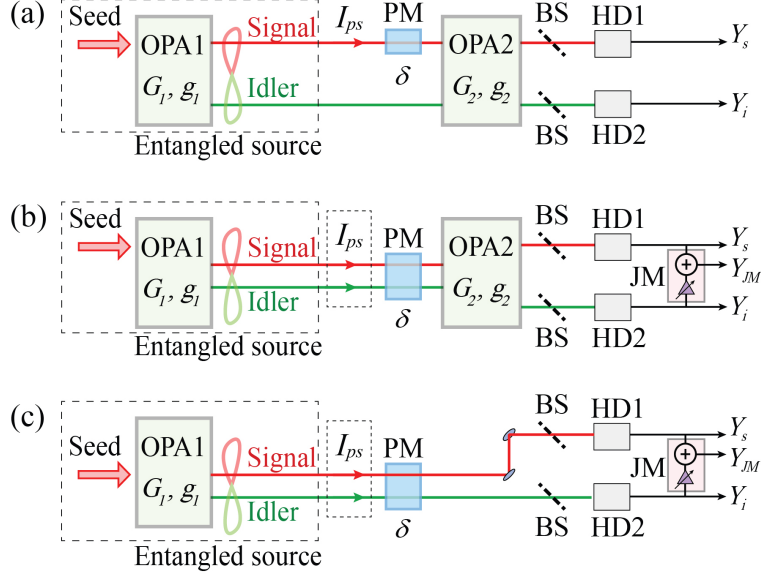 (a)
Seed
OPA1
G₁, g₁
Signal
Idler
Entangled source
Iₚₛ
PM
δ
OPA2
G₂, g₂
BS
HD1
Yₛ
BS
HD2
Yᵢ
(b)
Seed
OPA1
G₁, g₁
Signal
Idler
Entangled source
Iₚₛ
PM
δ
OPA2
G₂, g₂
BS
HD1
Yₛ
JM
+
Y_JM
BS
HD2
Yᵢ
(c)
Seed
OPA1
G₁, g₁
Signal
Idler
Entangled source
Iₚₛ
PM
δ
BS
HD1
Yₛ
JM
+
Y_JM
BS
HD2
Yᵢ